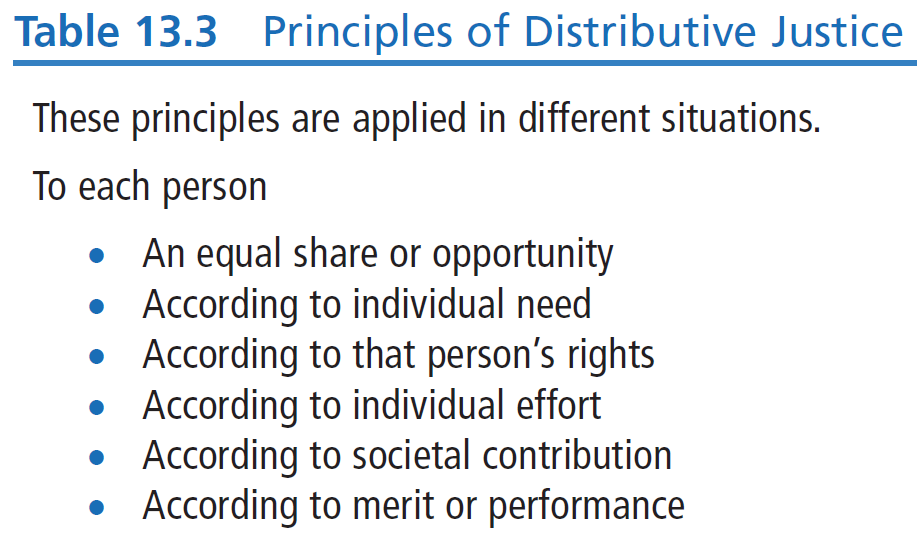 Table 13.3 Principles of Distributive Justice
These principles are applied in different situations.
To each person
• An equal share or opportunity
• According to individual need
• According to that person’s rights
• According to individual effort
• According to societal contribution
• According to merit or performance